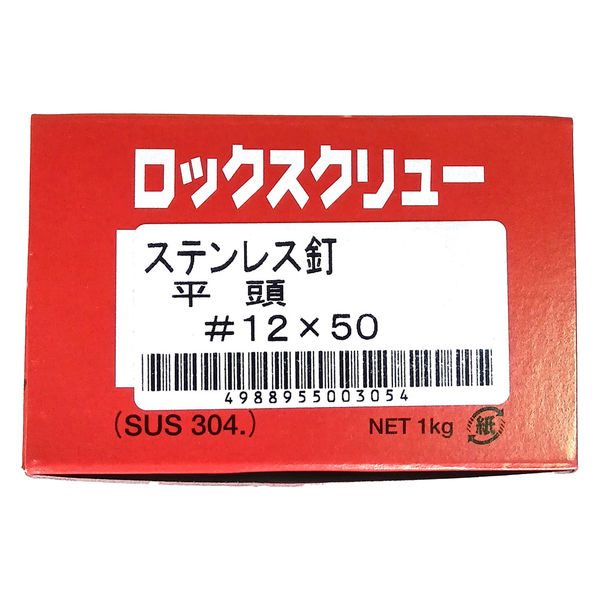 ロックスクリュー
ステンレス釘
平 頭
#12×50
4988955003054
(SUS 304.)
NET 1kg
紙